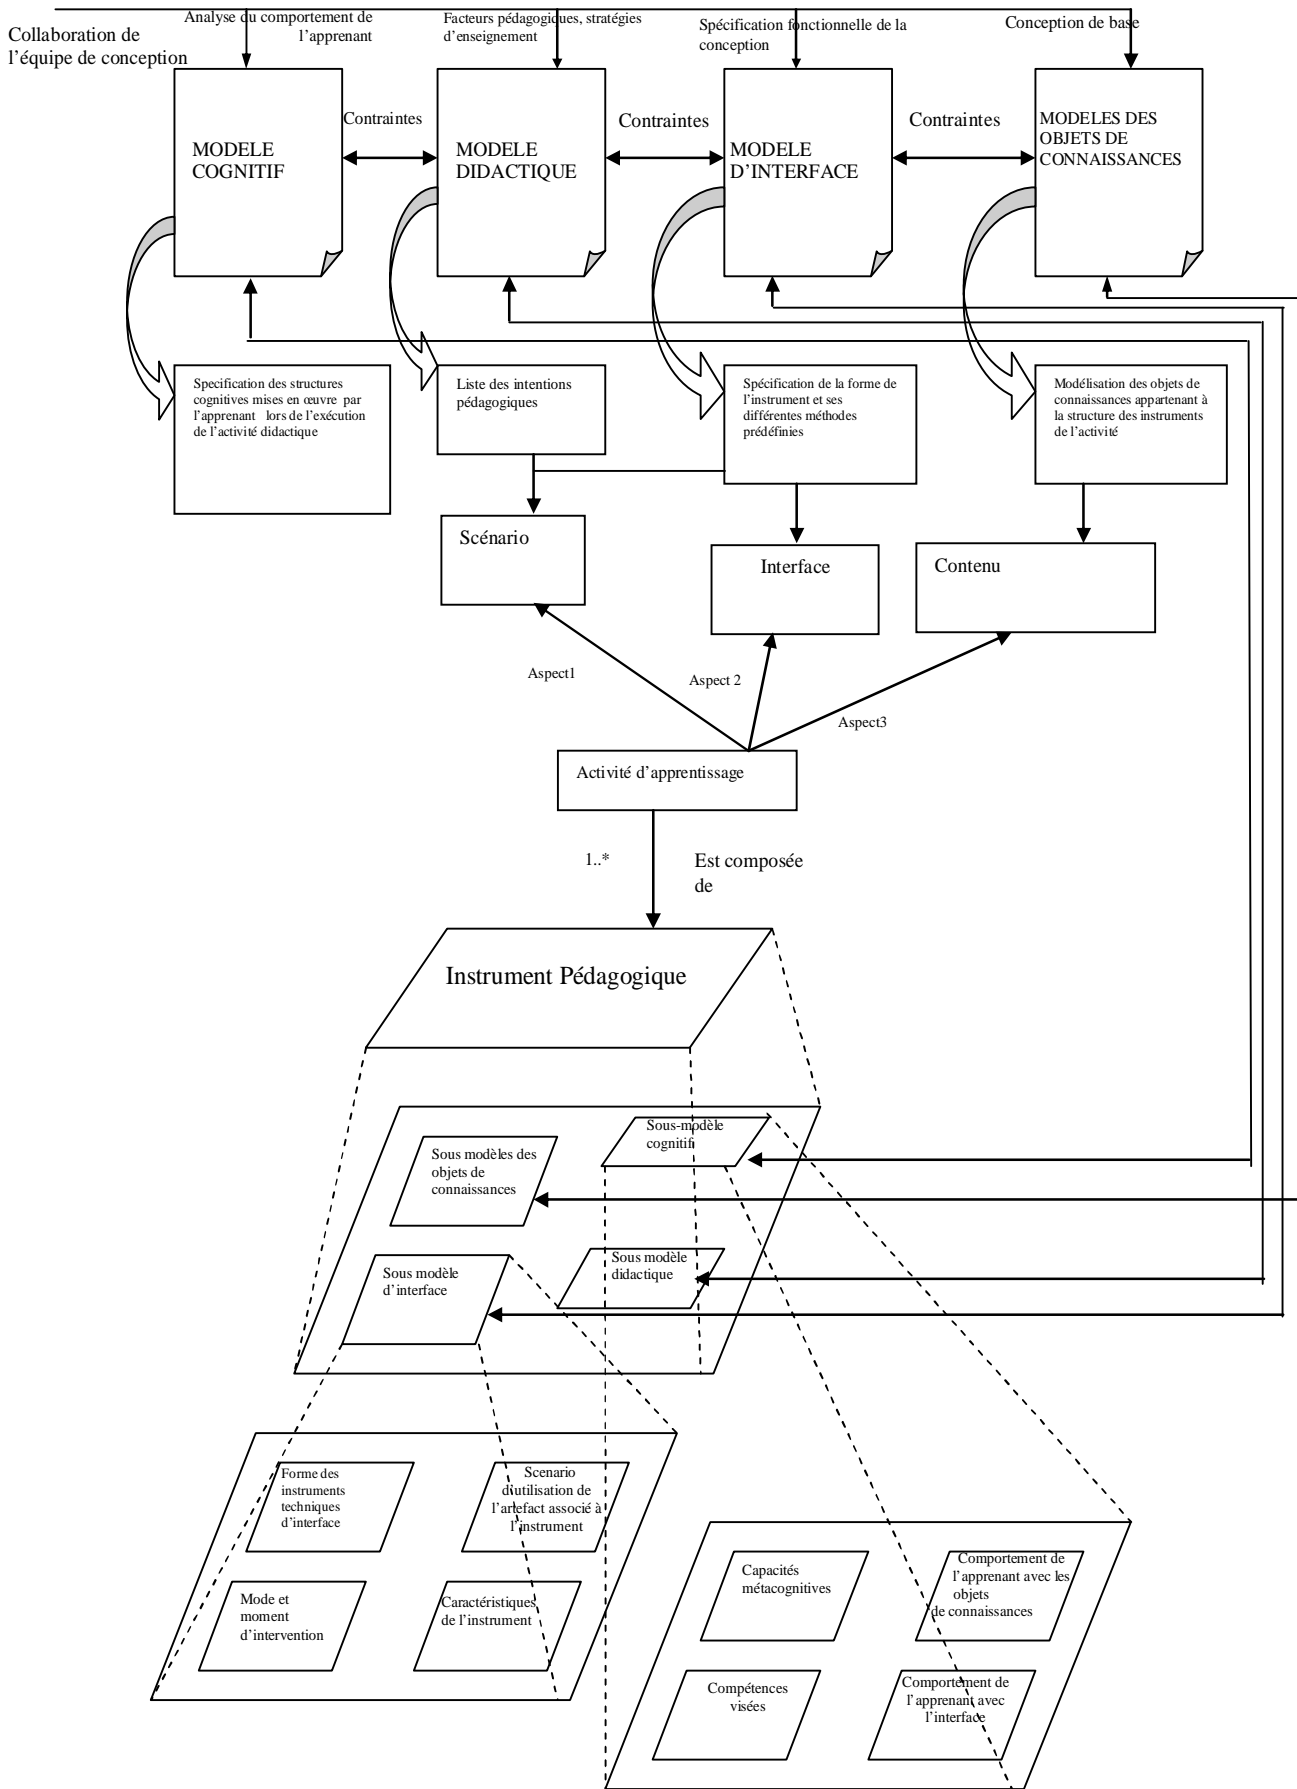 Collaboration de
l’équipe de conception
Analyse du comportement de
l’apprenant
Facteurs pédagogiques, stratégies
d’enseignement
Spécification fonctionnelle de la
conception
Conception de base
MODELE
COGNITIF
Contraintes
MODELE
DIDACTIQUE
Contraintes
MODELE
D’INTERFACE
Contraintes
MODELES DES
OBJETS DE
CONNAISSANCES
Specification des structures
cognitives mises en œuvre par
l’apprenant lors de l’exécution
de l’activité didactique
Liste des intentions
pédagogiques
Spécification de la forme de
l’instrument et ses
différentes méthodes
prédéfinies
Modélisation des objets de
connaissances appartenant à
la structure des instruments
de l’activité
Scénario
Interface
Contenu
Aspect1
Aspect 2
Aspect3
Activité d’apprentissage
1..*
Est composée
de
Instrument Pédagogique
Sous modèles des
objets de
connaissances
Sous-modèle
cognitif
Sous modèle
d’interface
Sous modèle
didactique
Forme des
instruments
techniques
d’interface
Scenario
d’utilisation de
l’artefact associé à
l’instrument
Mode et
moment
d’intervention
Caractéristiques
de l’instrument
Capacités
métacognitives
Comportement de
l’apprenant avec les
objets
de connaissances
Compétences
visées
Comportement de
l’apprenant avec
l’interface